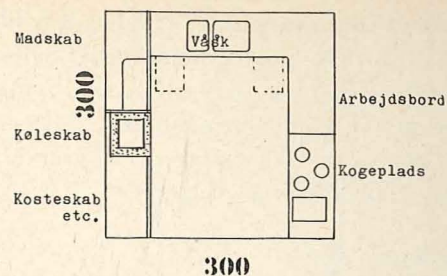 Madskab
Vask
300
Arbejdsbord
Køleskab
Kogeplads
Kosteskab
etc.
300